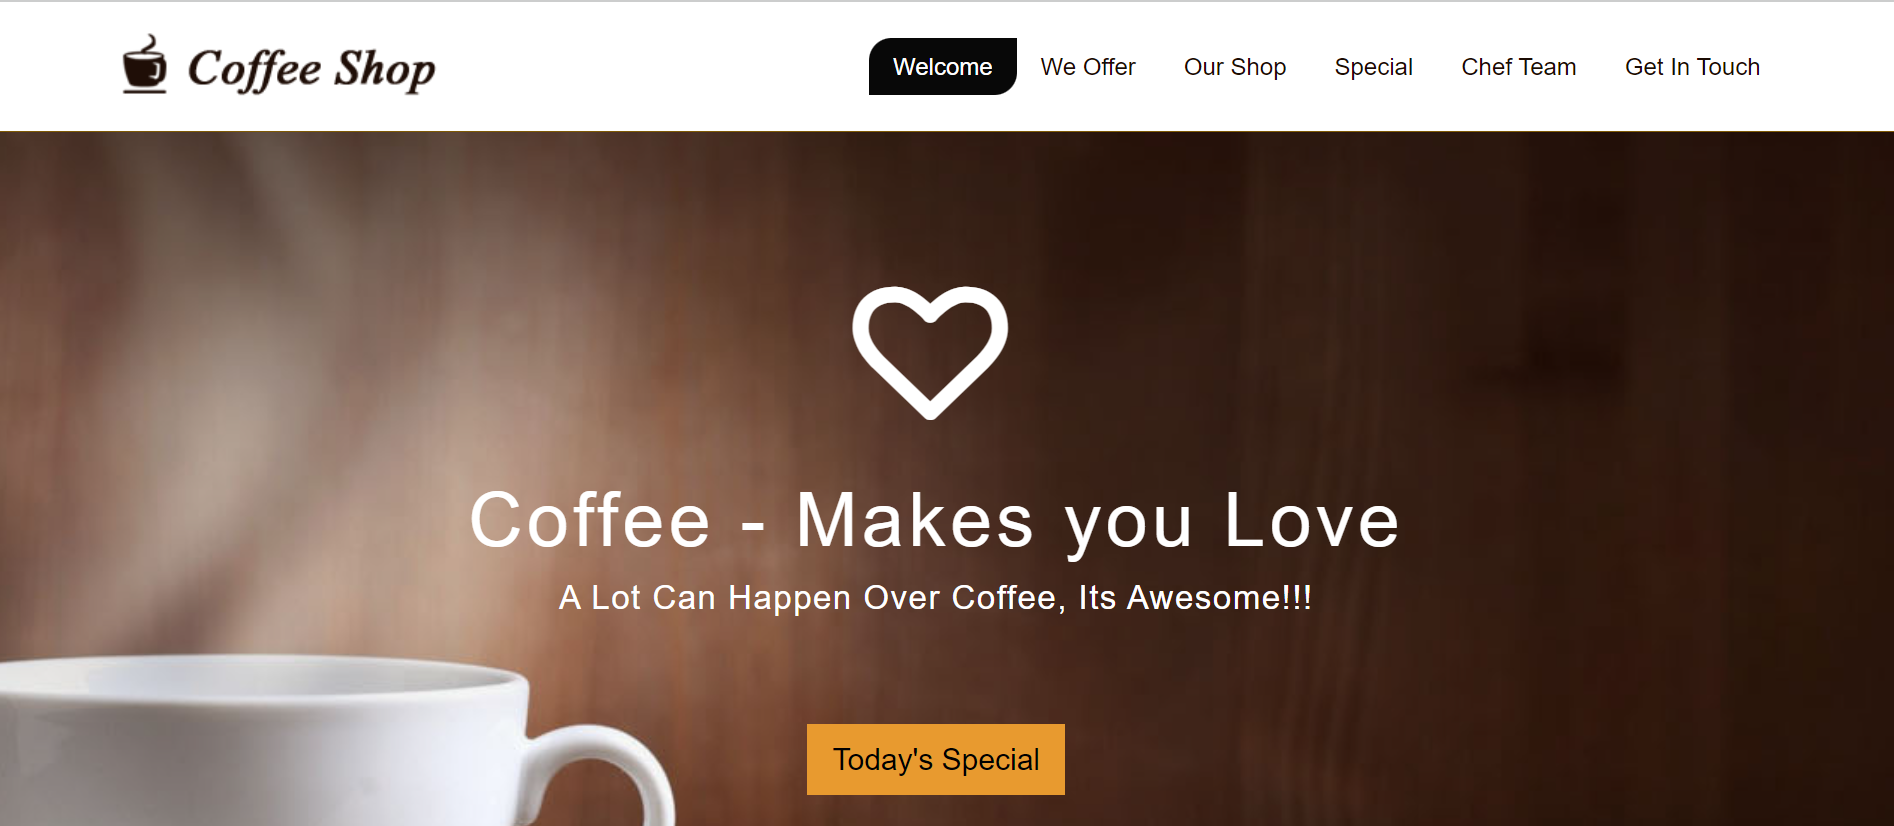 Coffee Shop
Welcome We Offer Our Shop Special Chef Team Get In Touch
Coffee - Makes you Love
A Lot Can Happen Over Coffee, Its Awesome!!!
Today's Special